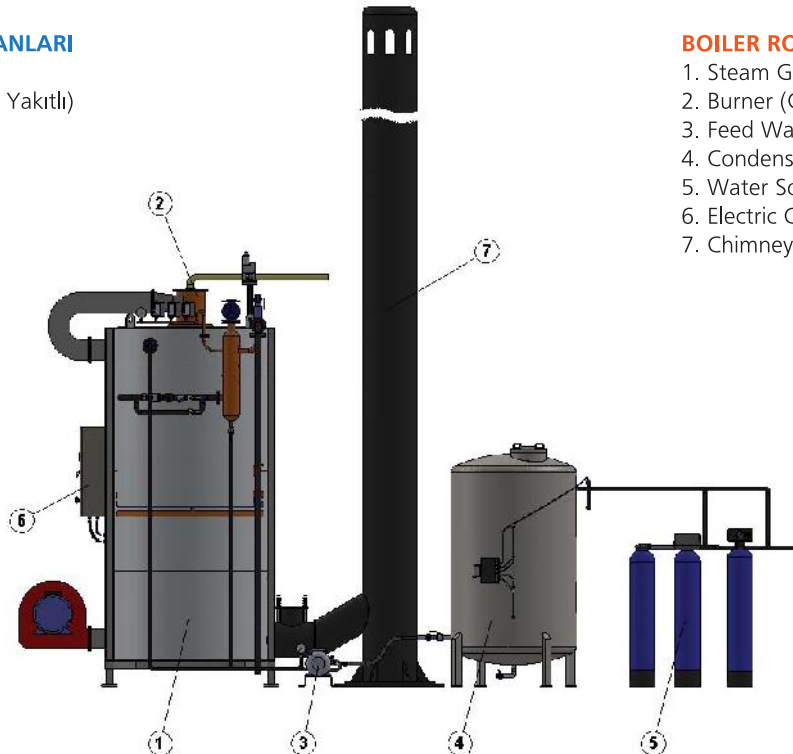 ANLARI
Yakıtlı)
BOILER RO
1. Steam G
2. Burner (
3. Feed Wa
4. Condens
5. Water So
6. Electric C
7. Chimney
2
7
6
1
3
4
5